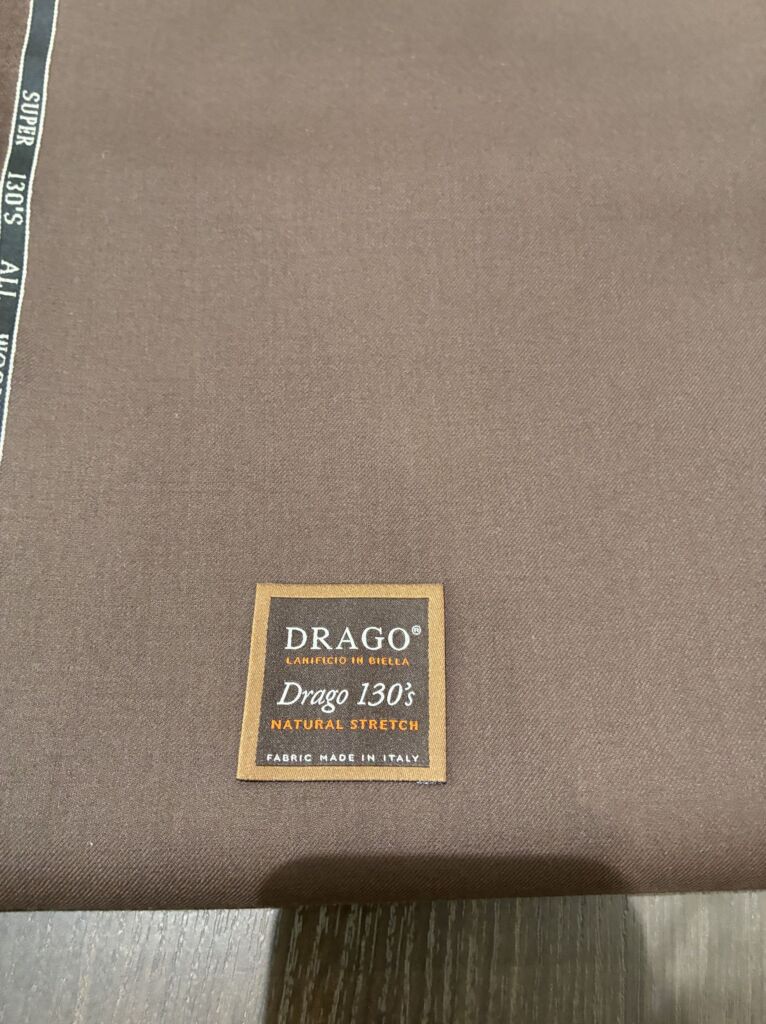 SUPER 130'S ALL
DRAGO®
LANIFICIO IN BIELLA
Drago 130's
NATURAL STRETCH
FABRIC MADE IN ITALY